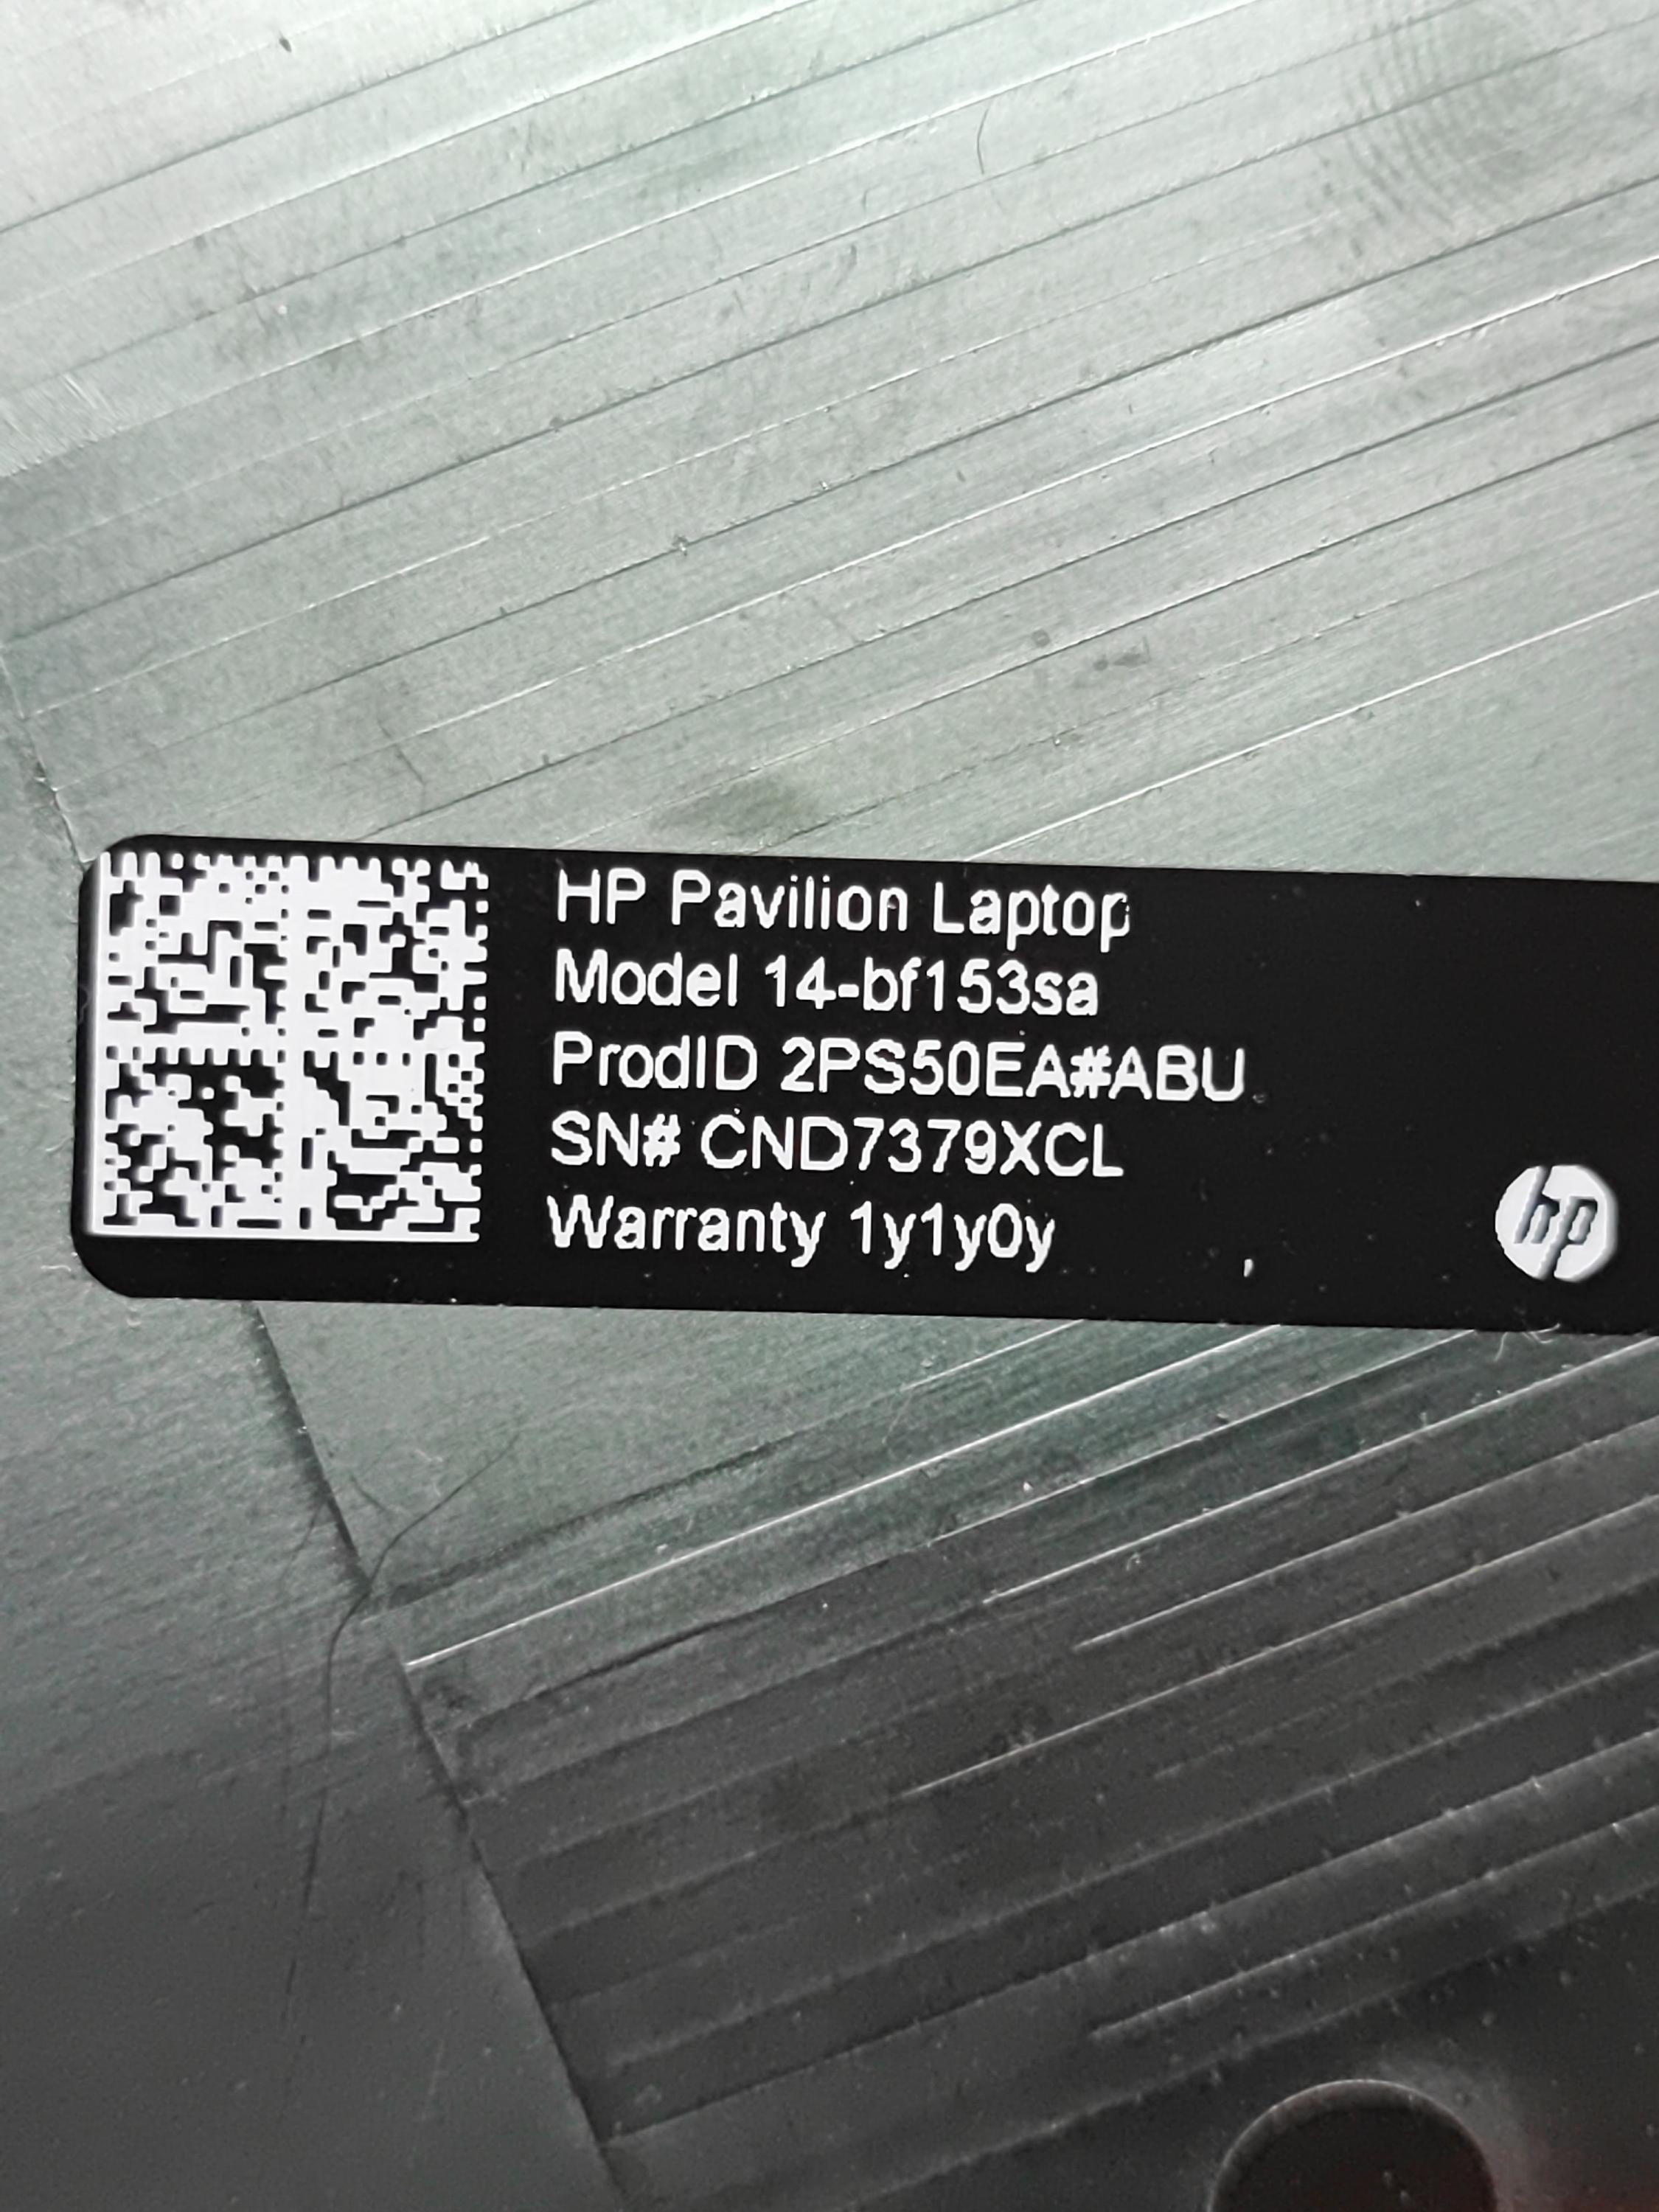 HP Pavilion Laptop
Model 14-bf153sa
ProdID 2PS50EA#ABU
SN# CND7379XCL
Warranty 1y1y0y
hp